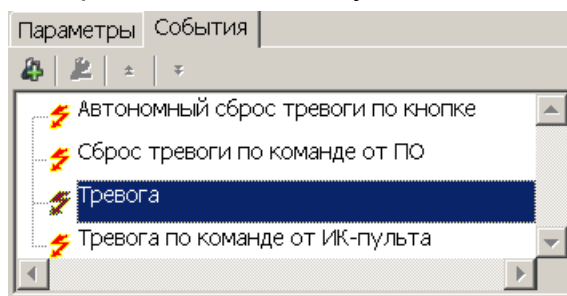 Параметры События
Автономный сброс тревоги по кнопке
Сброс тревоги по команде от ПО
Тревога
Тревога по команде от ИК-пульта